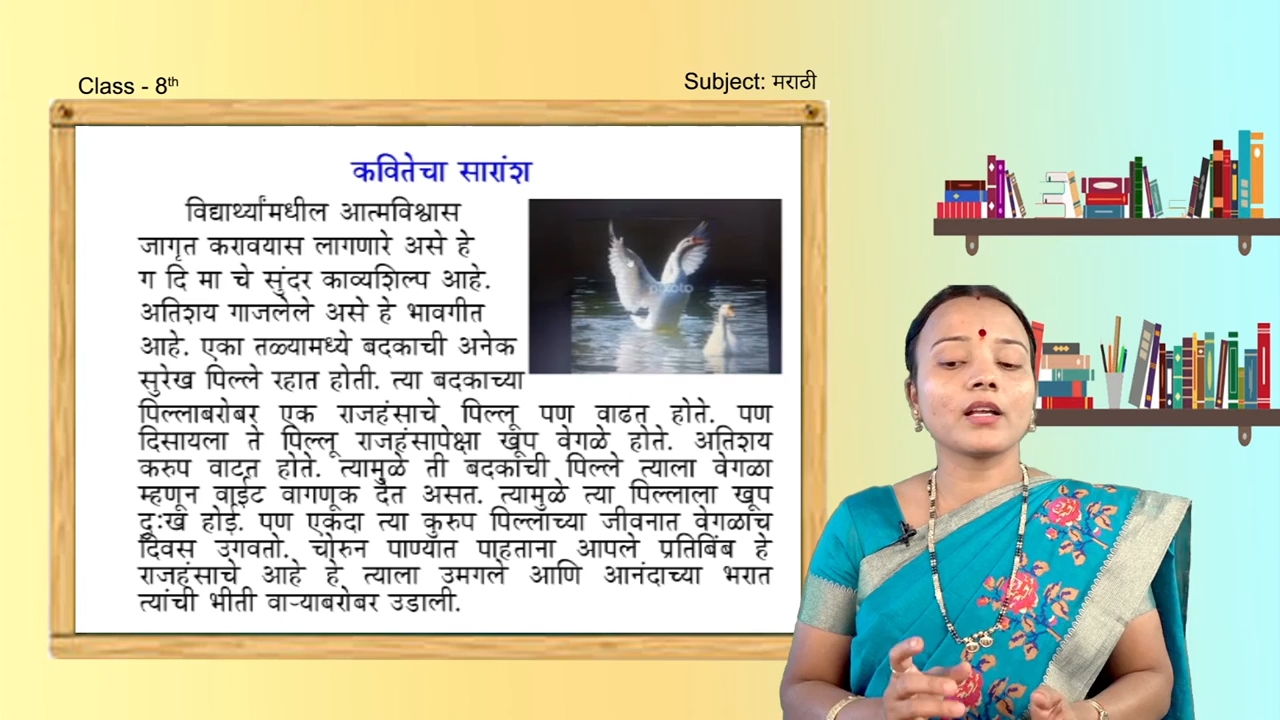 Class - 8th
Subject: मराठी
कवितेचा सारांश
विद्यार्थ्यांमधील आत्मविश्वास
जागृत करावयास लागणारे असे हे
ग दि मा चे सुंदर काव्यशिल्प आहे.
अतिशय गाजलेले असे हे भावगीत
आहे. एका तळ्यामध्ये बदकाची अनेक
सुरेख पिल्ले रहात होती. त्या बदकाच्या
पिल्लाबरोबर एक राजहंसाचे पिल्लू पण वाढत होते. पण
दिसायला ते पिल्लू राजहंसापेक्षा खूप वेगळे होते. अतिशय
करुप वाटत होते. त्यामुळे ती बदकांची पिल्ले त्याला वेगळा
म्हणून वाईट वागणूक देत असत. त्यामुळे त्या पिल्लाला खूप
दुःख होई. पण एकदा त्या कुरुप पिल्लाच्या जीवनात वेगळाच
दिवस उगवतो. चोरुन पाण्यात पाहताना आपले प्रतिबिंब हे
राजहंसाचे आहे हे त्याला उमगले आणि आनंदाच्या भरात
त्यांची भीती वाऱ्याबरोबर उडाली.